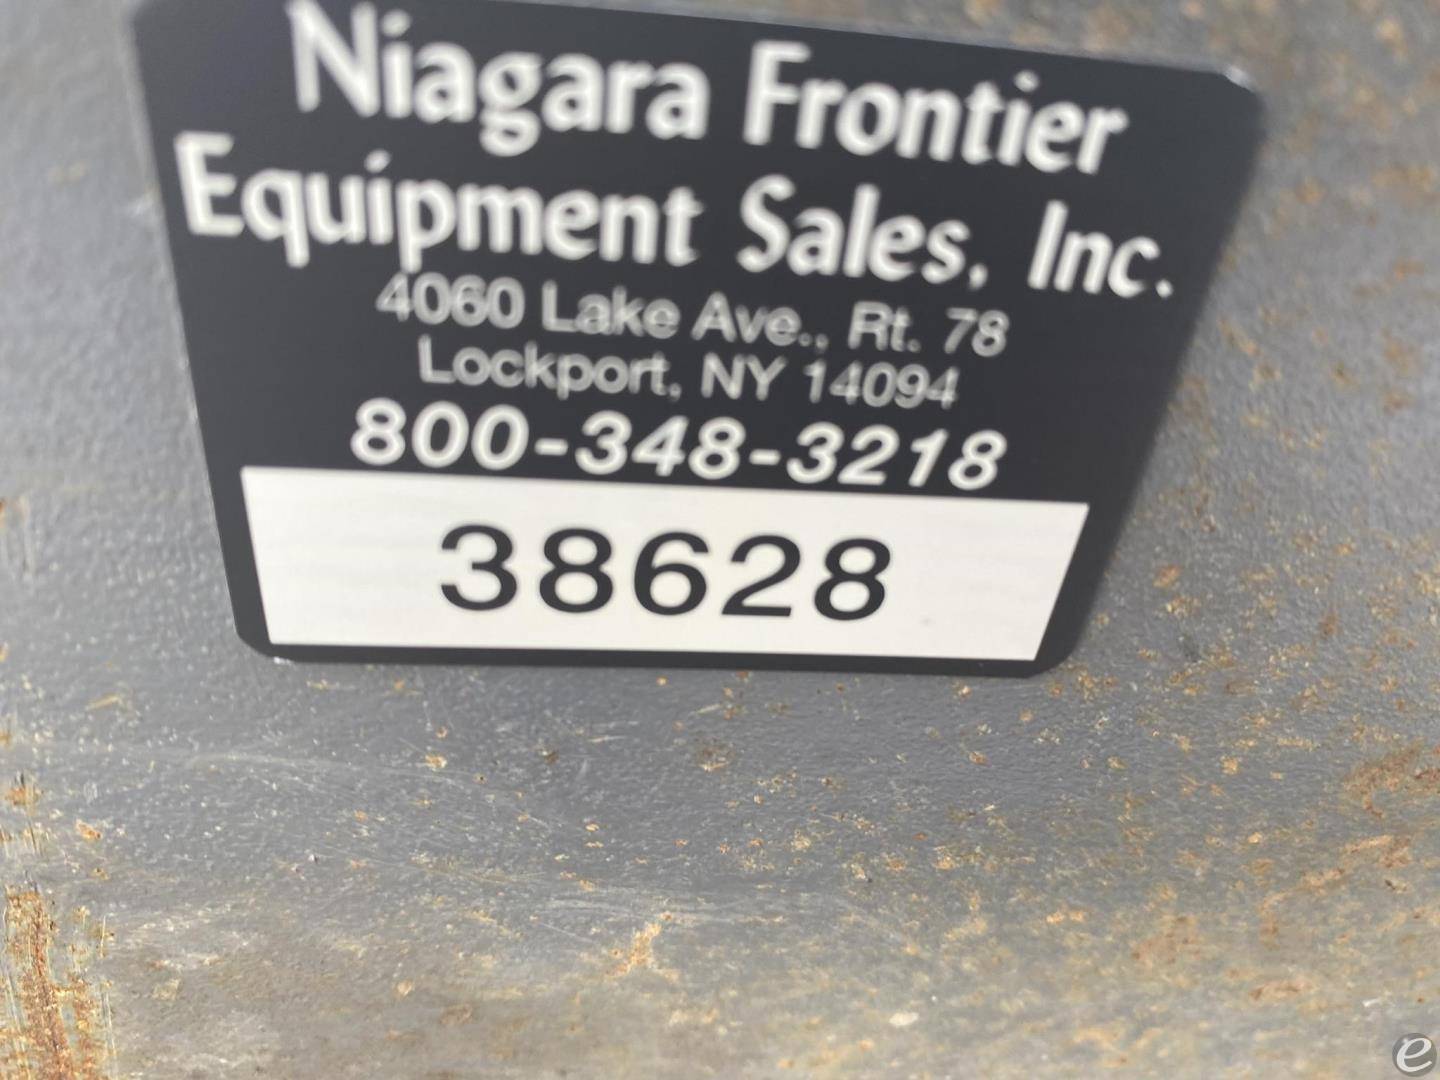 Niagara Frontier
Equipment Sales, Inc.
4060 Lake Ave., Rt. 78
Lockport, NY 14094
800-348-3218
38628
e